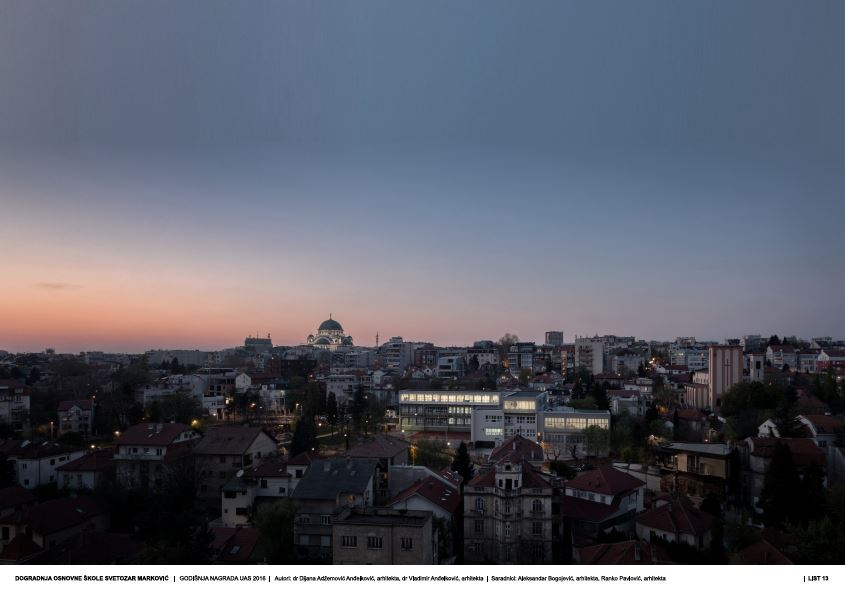 DOGRADNJA OSNOVNE ŠKOLE SVETOZAR MARKOVIĆ | GODIŠNJA NAGRADA UAS 2016 | Autori: dr Dijana Adžemović Anđelković, arhitekta, dr Vladimir Anđelković, arhitekta | Saradnici: Aleksandar Bogojević, arhitekta, Ranko Pavlović, arhitekta | LIST 13